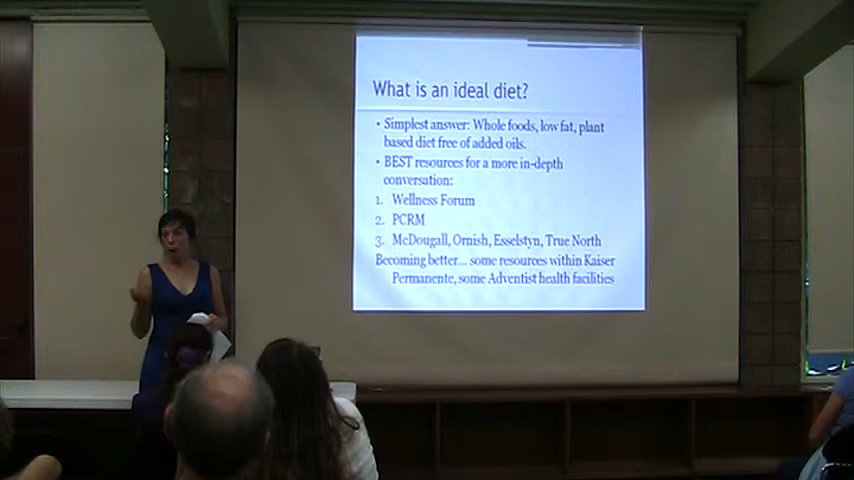 What is an ideal diet?
• Simplest answer: Whole foods, low fat, plant
based diet free of added oils.
• BEST resources for a more in-depth
conversation:
1. Wellness Forum
2. PCRM
3. McDougall, Ornish, Esselstyn, True North
Becoming better... some resources within Kaiser
Permanente, some Adventist health facilities